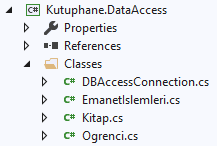 Kutuphane.DataAccess
Properties
References
Classes
C# DBAccessConnection.cs
C# EmanetIslemleri.cs
C# Kitap.cs
C# Ogrenci.cs